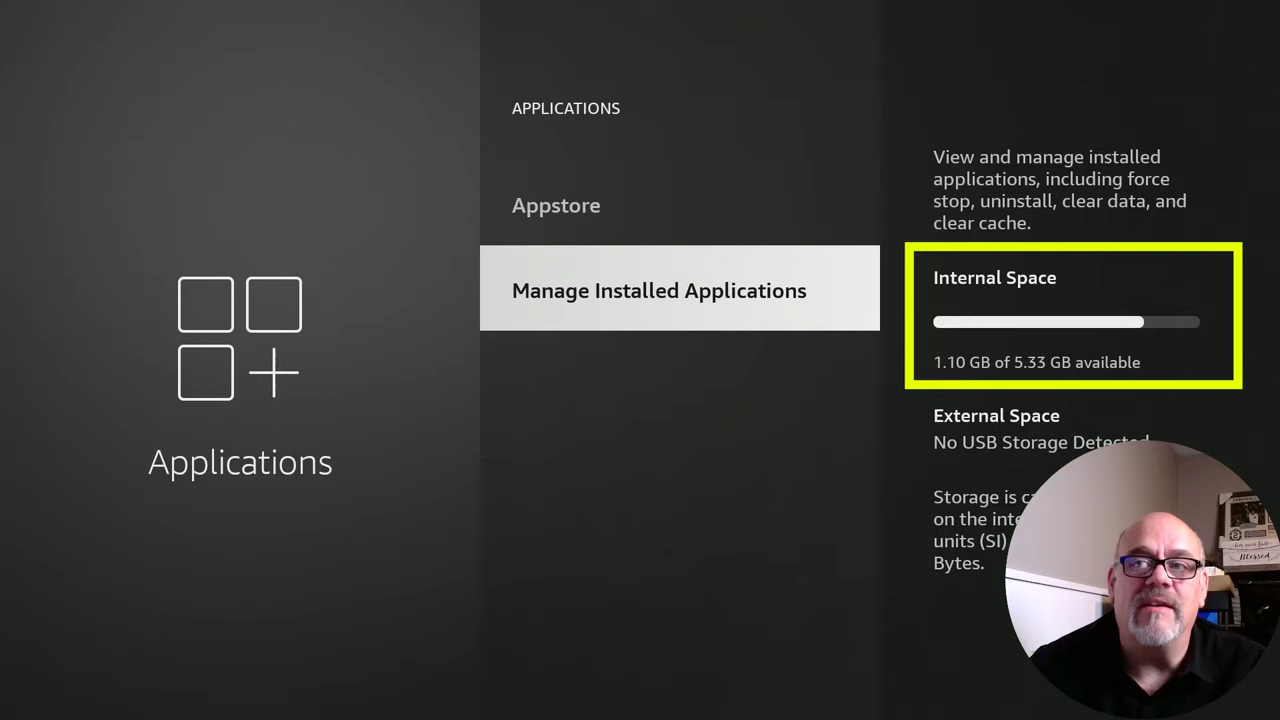 APPLICATIONS
Appstore
Manage Installed Applications
Applications
View and manage installed
applications, including force
stop, uninstall, clear data, and
clear cache.
Internal Space
1.10 GB of 5.33 GB available
External Space
No USB Storage Detected
Storage is
on the
units (SI)
Bytes.
Blessed